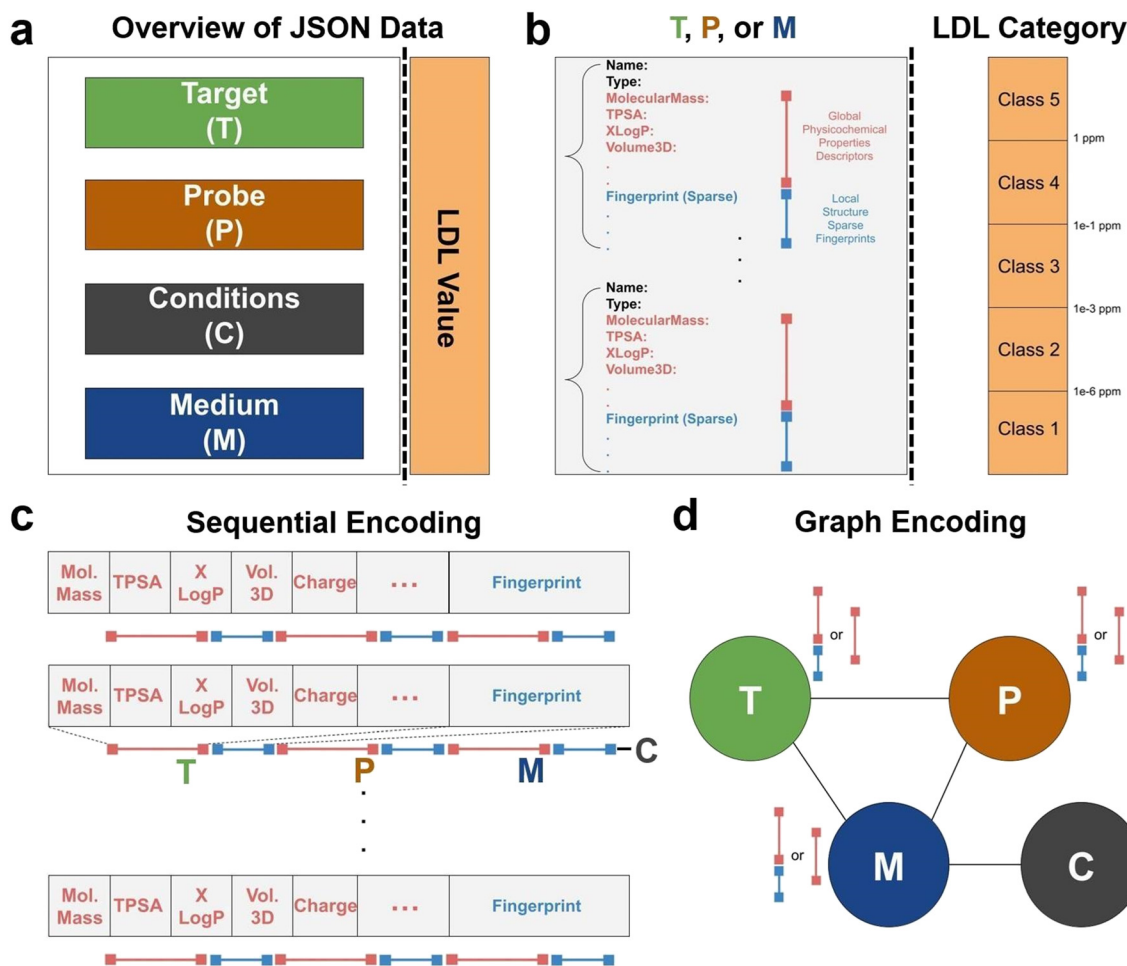 a
Overview of JSON Data
Target
(T)
Probe
(P)
Conditions
(C)
Medium
(M)
LDL Value
b
T, P, or M
Name:
Type:
MolecularMass:
TPSA:
XLogP:
Volume3D:
.
.
Fingerprint (Sparse)
.
.
.
Global
Physicochemical
Properties
Descriptors
Local
Structure
Sparse
Fingerprints
.
.
.
Name:
Type:
MolecularMass:
TPSA:
XLogP:
Volume3D:
.
.
Fingerprint (Sparse)
.
.
.
LDL Category
Class 5
1 ppm
Class 4
1e-1 ppm
Class 3
1e-3 ppm
Class 2
1e-6 ppm
Class 1
c
Sequential Encoding
Mol.
Mass
TPSA
X
LogP
Vol.
3D
Charge
...
Fingerprint
Mol.
Mass
TPSA
X
LogP
Vol.
3D
Charge
...
Fingerprint
T
P
M
C
.
.
.
Mol.
Mass
TPSA
X
LogP
Vol.
3D
Charge
...
Fingerprint
d
Graph Encoding
or
or
T
P
or
M
C